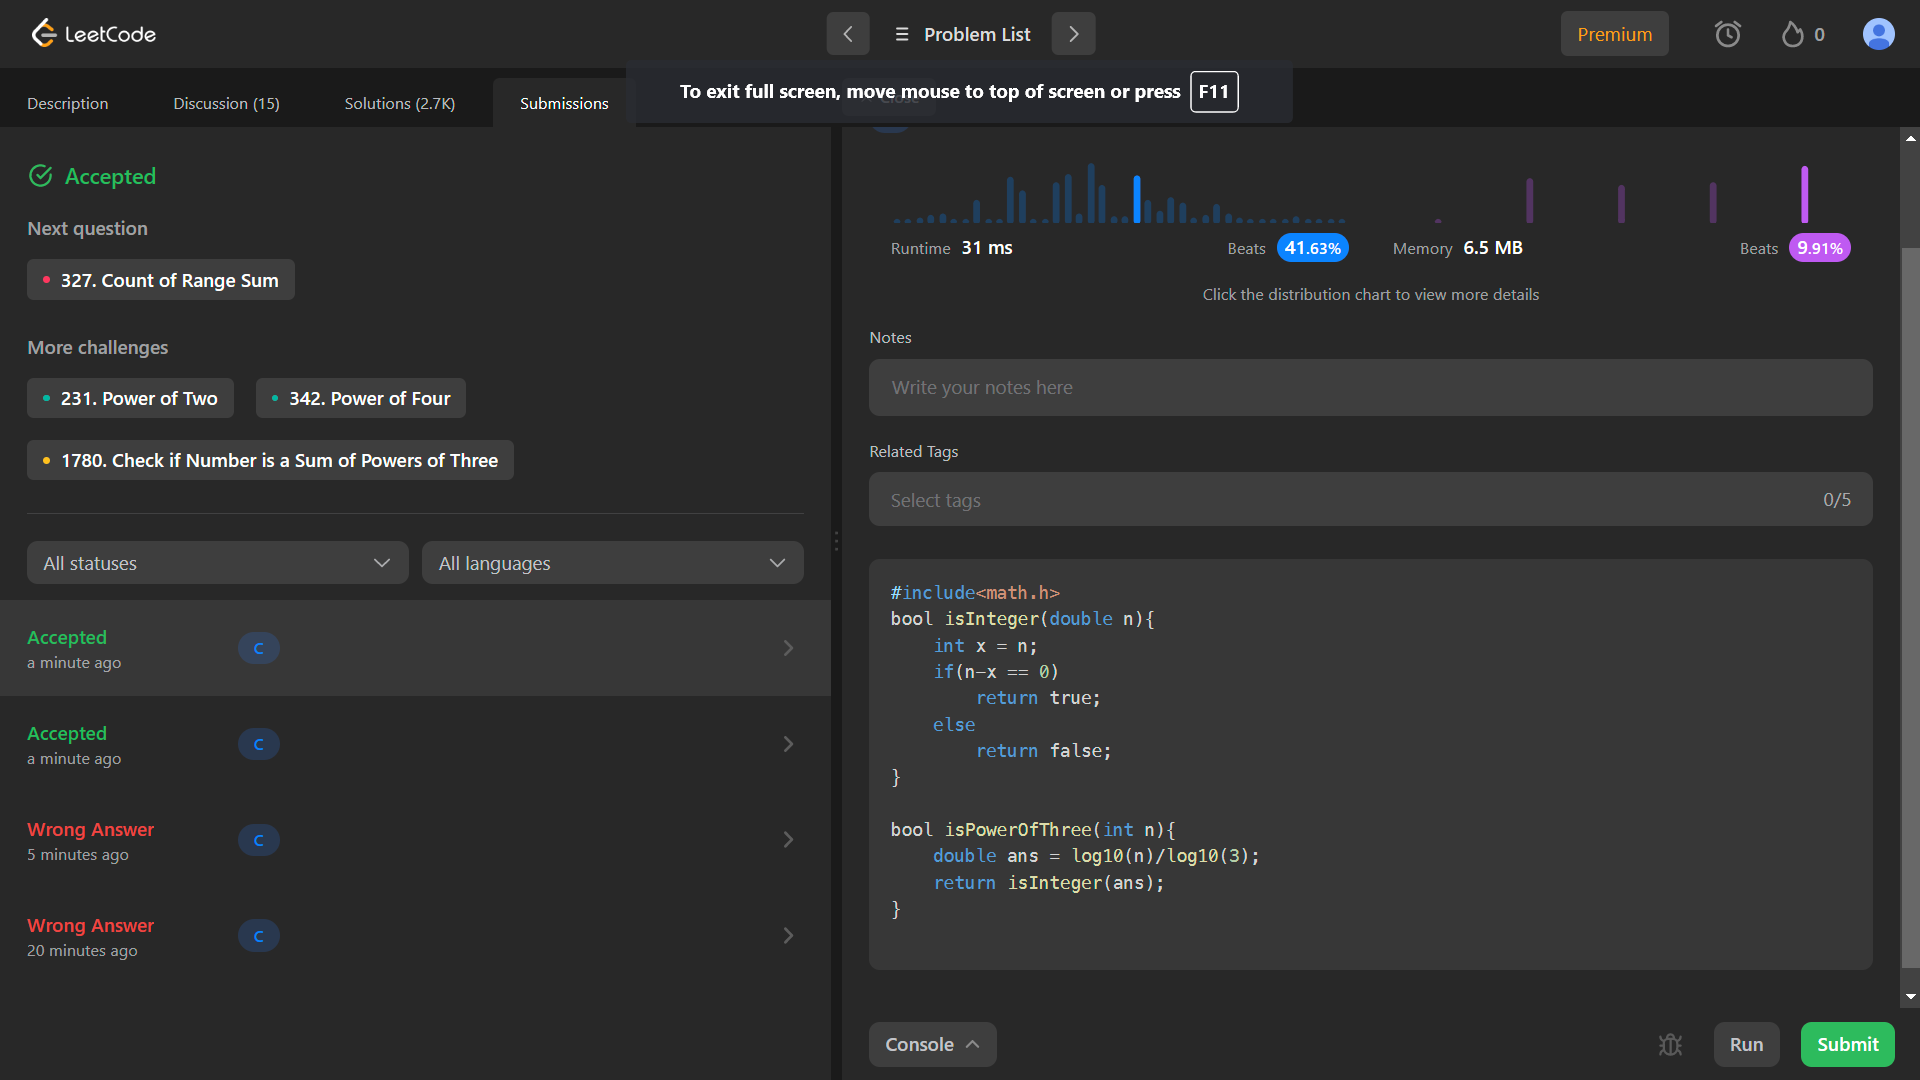 LeetCode
Problem List
Premium
0
Description
Discussion (15)
Solutions (2.7K)
Submissions
To exit full screen, move mouse to top of screen or press F11
Close
Accepted
Next question
327. Count of Range Sum
More challenges
231. Power of Two
342. Power of Four
1780. Check if Number is a Sum of Powers of Three
All statuses
All languages
Accepted
a minute ago
C
Accepted
a minute ago
C
Wrong Answer
5 minutes ago
C
Wrong Answer
20 minutes ago
C
Runtime 31 ms
Beats 41.63%
Memory 6.5 MB
Beats 9.91%
Click the distribution chart to view more details
Notes
Write your notes here
Related Tags
Select tags
0/5
#include<math.h>
bool isInteger(double n){
    int x = n;
    if(n-x == 0)
        return true;
    else
        return false;
}

bool isPowerOfThree(int n){
    double ans = log10(n)/log10(3);
    return isInteger(ans);
}
Console
Run
Submit